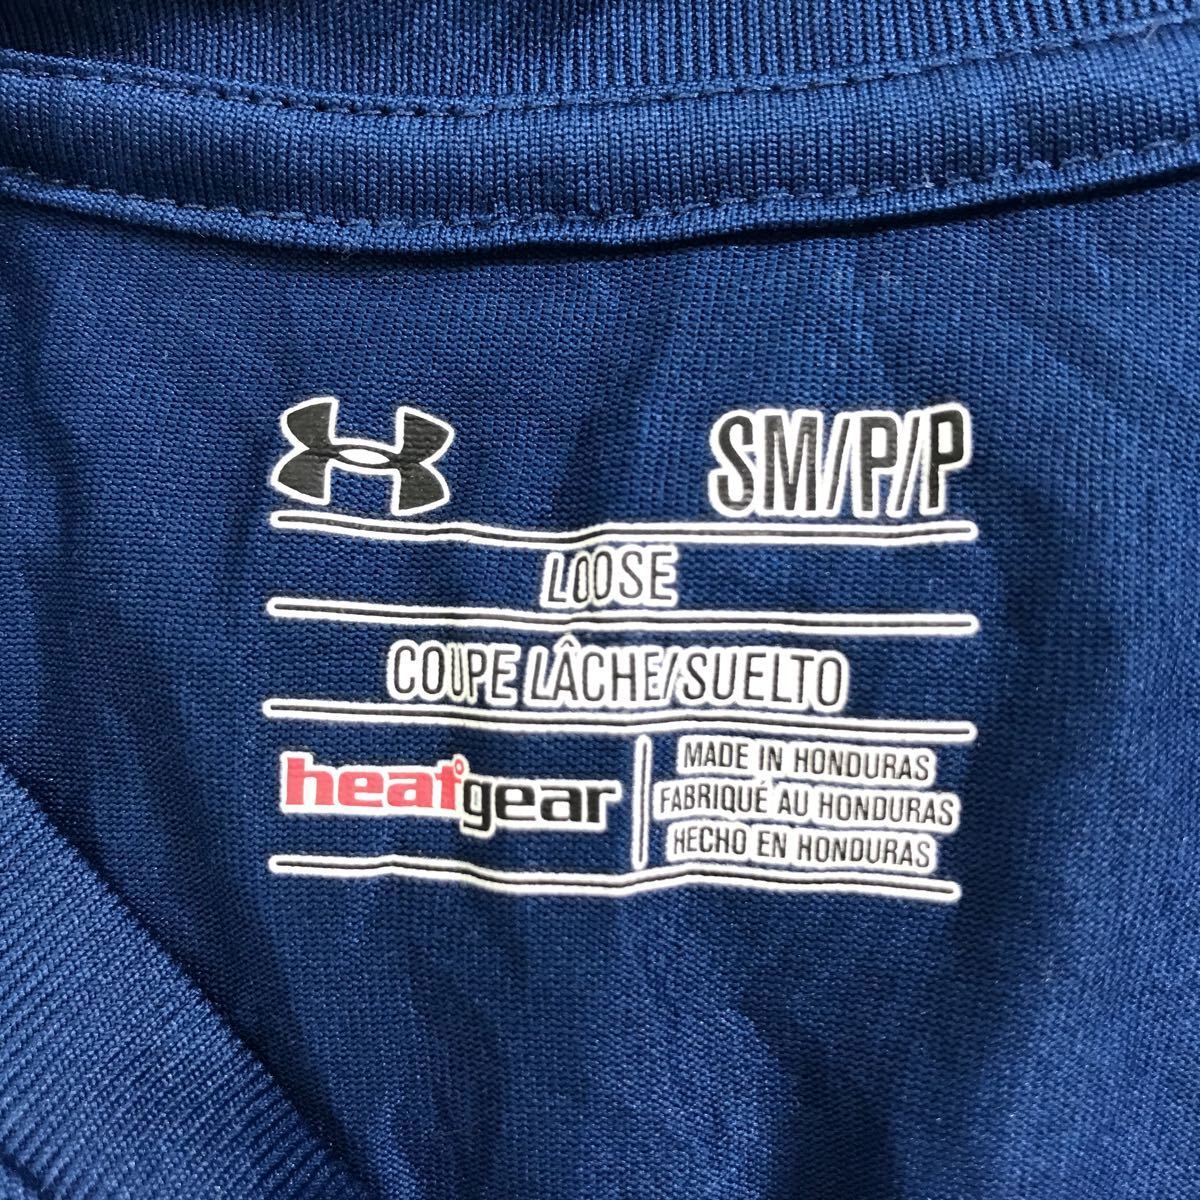 SM/P/P
LOOSE
COUPE LÂCHE/SUELTO
heatgear
MADE IN HONDURAS
FABRIQUÉ AU HONDURAS
HECHO EN HONDURAS